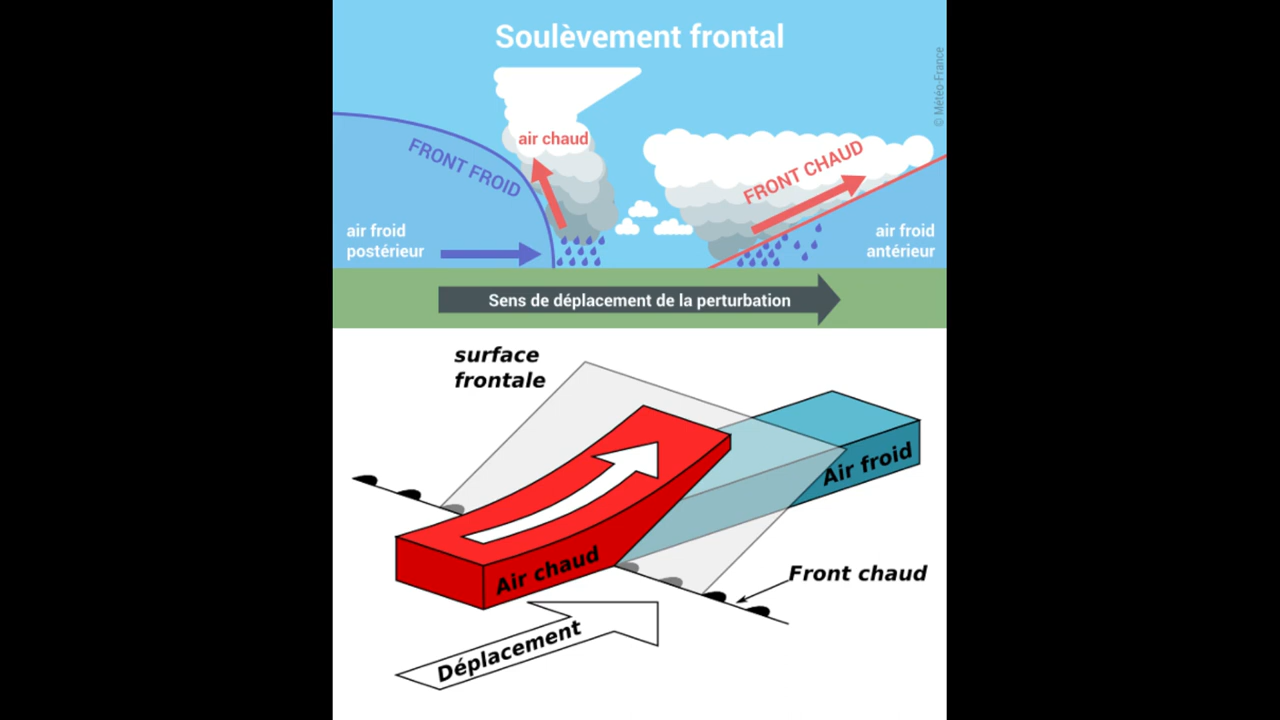 Soulèvement frontal
© Météo-France
air chaud
FRONT FROID
FRONT CHAUD
air froid
postérieur
air froid
antérieur
Sens de déplacement de la perturbation
surface
frontale
Air froid
Air chaud
Front chaud
Déplacement